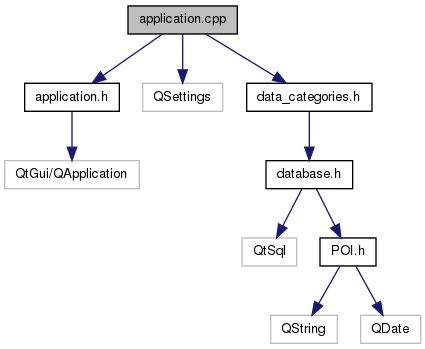 application.cpp
application.h
QSettings
data_categories.h
QtGui/QApplication
database.h
QtSql
POI.h
QString
QDate